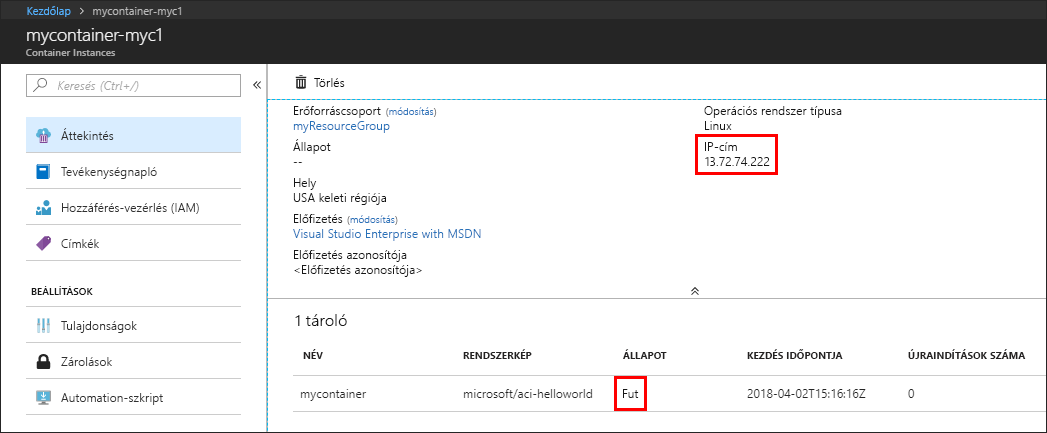 Kezdőlap > mycontainer-myc1
mycontainer-myc1
Container Instances
Keresés (Ctrl+/)
Áttekintés
Tevékenységnapló
Hozzáférés-vezérlés (IAM)
Címkék
BEÁLLÍTÁSOK
Tulajdonságok
Zárolások
Automation-szkript
Törlés
Erőforráscsoport (módosítás)
myResourceGroup
Állapot
--
Hely
USA keleti régiója
Előfizetés (módosítás)
Visual Studio Enterprise with MSDN
Előfizetés azonosítója
<Előfizetés azonosítója>
Operációs rendszer típusa
Linux
IP-cím
13.72.74.222
1 tároló
NÉV RENDSZERKÉP ÁLLAPOT KEZDÉS IDŐPONTJA ÚJRAINDÍTÁSOK SZÁMA
mycontainer microsoft/aci-helloworld Fut 2018-04-02T15:16:16Z 0